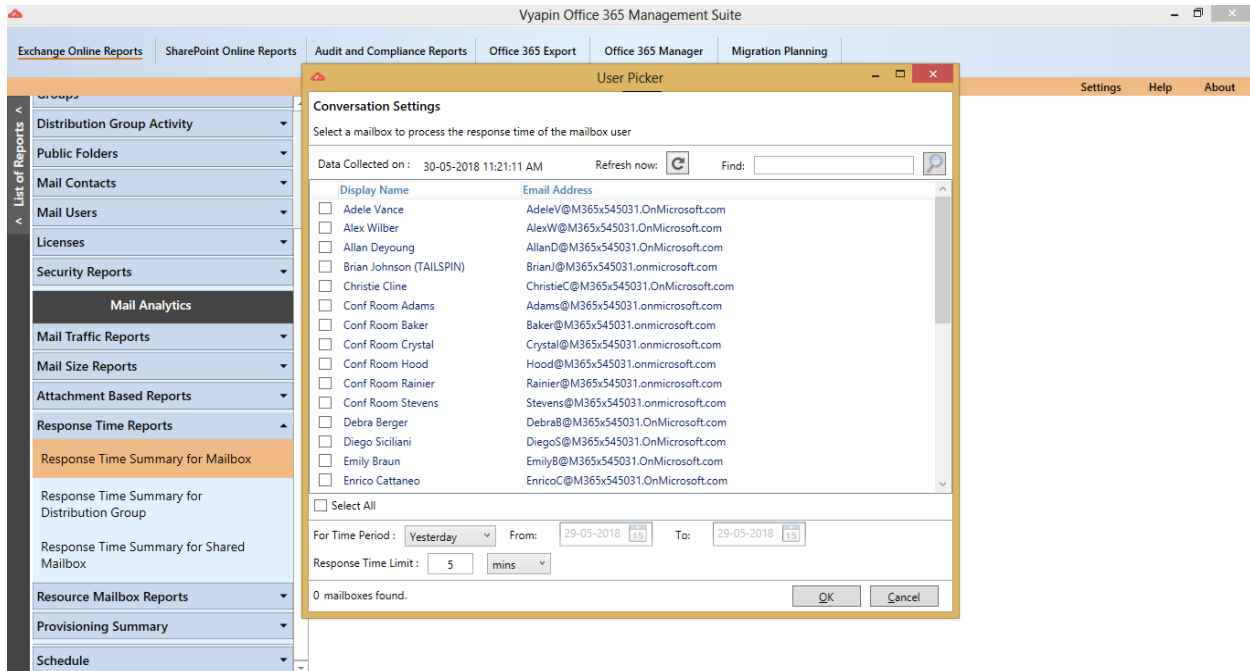 Vyapin Office 365 Management Suite
Exchange Online Reports SharePoint Online Reports Audit and Compliance Reports Office 365 Export Office 365 Manager Migration Planning
Settings Help About
< List of Reports <
Groups
Distribution Group Activity
Public Folders
Mail Contacts
Mail Users
Licenses
Security Reports
Mail Analytics
Mail Traffic Reports
Mail Size Reports
Attachment Based Reports
Response Time Reports
Response Time Summary for Mailbox
Response Time Summary for
Distribution Group
Response Time Summary for Shared
Mailbox
Resource Mailbox Reports
Provisioning Summary
Schedule
User Picker
Conversation Settings
Select a mailbox to process the response time of the mailbox user
Data Collected on : 30-05-2018 11:21:11 AM Refresh now: Find:
Display Name Email Address
Adele Vance AdeleV@M365x545031.OnMicrosoft.com
Alex Wilber AlexW@M365x545031.OnMicrosoft.com
Allan Deyoung AllanD@M365x545031.OnMicrosoft.com
Brian Johnson (TAILSPIN) BrianJ@M365x545031.onmicrosoft.com
Christie Cline ChristieC@M365x545031.OnMicrosoft.com
Conf Room Adams Adams@M365x545031.onmicrosoft.com
Conf Room Baker Baker@M365x545031.onmicrosoft.com
Conf Room Crystal Crystal@M365x545031.onmicrosoft.com
Conf Room Hood Hood@M365x545031.onmicrosoft.com
Conf Room Rainier Rainier@M365x545031.onmicrosoft.com
Conf Room Stevens Stevens@M365x545031.onmicrosoft.com
Debra Berger DebraB@M365x545031.OnMicrosoft.com
Diego Siciliani DiegoS@M365x545031.OnMicrosoft.com
Emily Braun EmilyB@M365x545031.OnMicrosoft.com
Enrico Cattaneo EnricoC@M365x545031.OnMicrosoft.com
Select All
For Time Period : Yesterday From: 29-05-2018 15 To: 29-05-2018 15
Response Time Limit : 5 mins
0 mailboxes found. OK Cancel